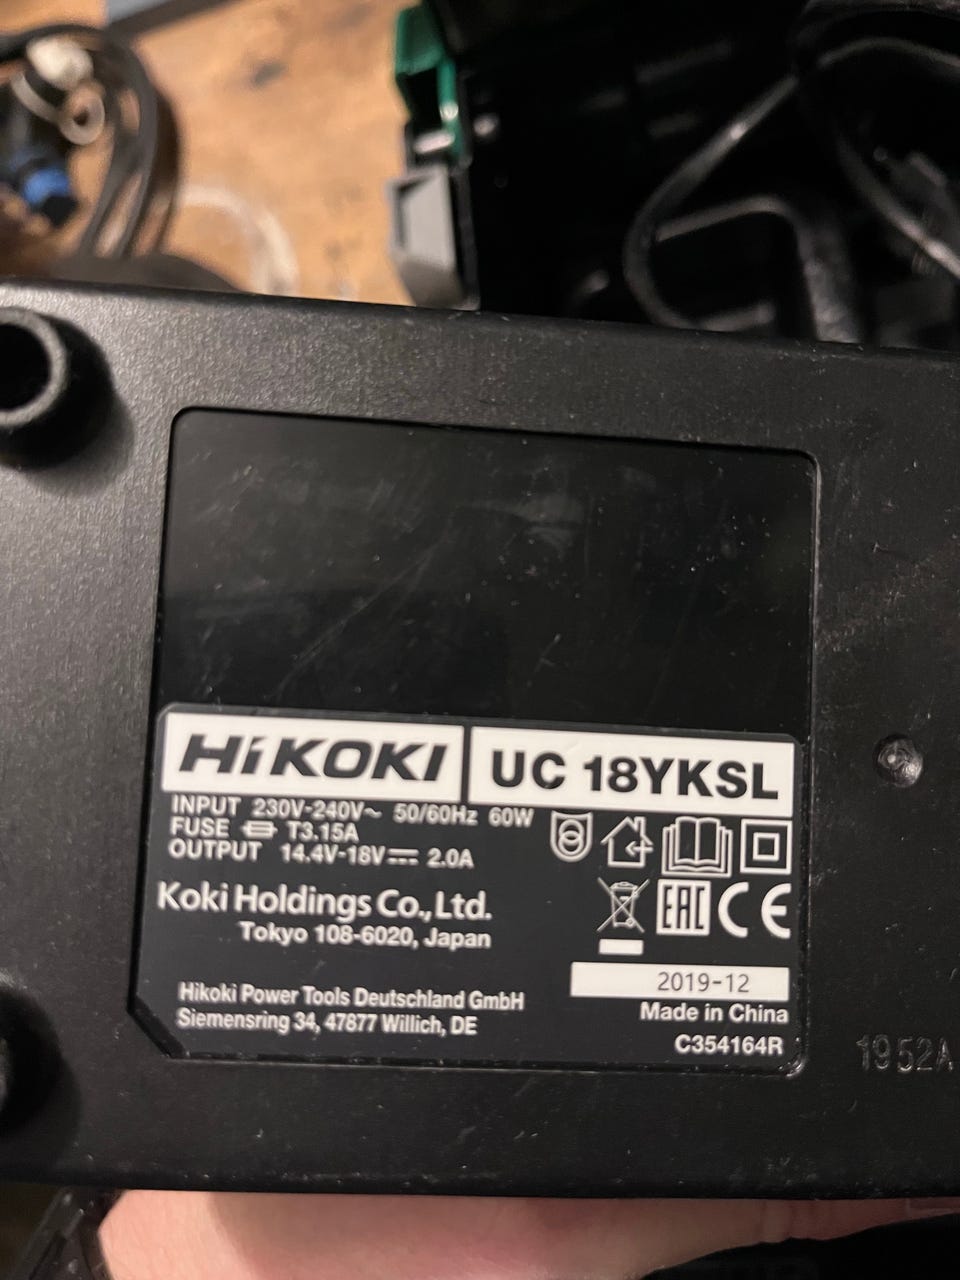 HiKOKI UC 18YKSL
INPUT 230V-240V~ 50/60Hz 60W
FUSE T3.15A
OUTPUT 14.4V-18V⎓ 2.0A
Koki Holdings Co.,Ltd.
Tokyo 108-6020, Japan
EAC CE
2019-12
Hikoki Power Tools Deutschland GmbH
Siemensring 34, 47877 Willich, DE
Made in China
C354164R
1952A